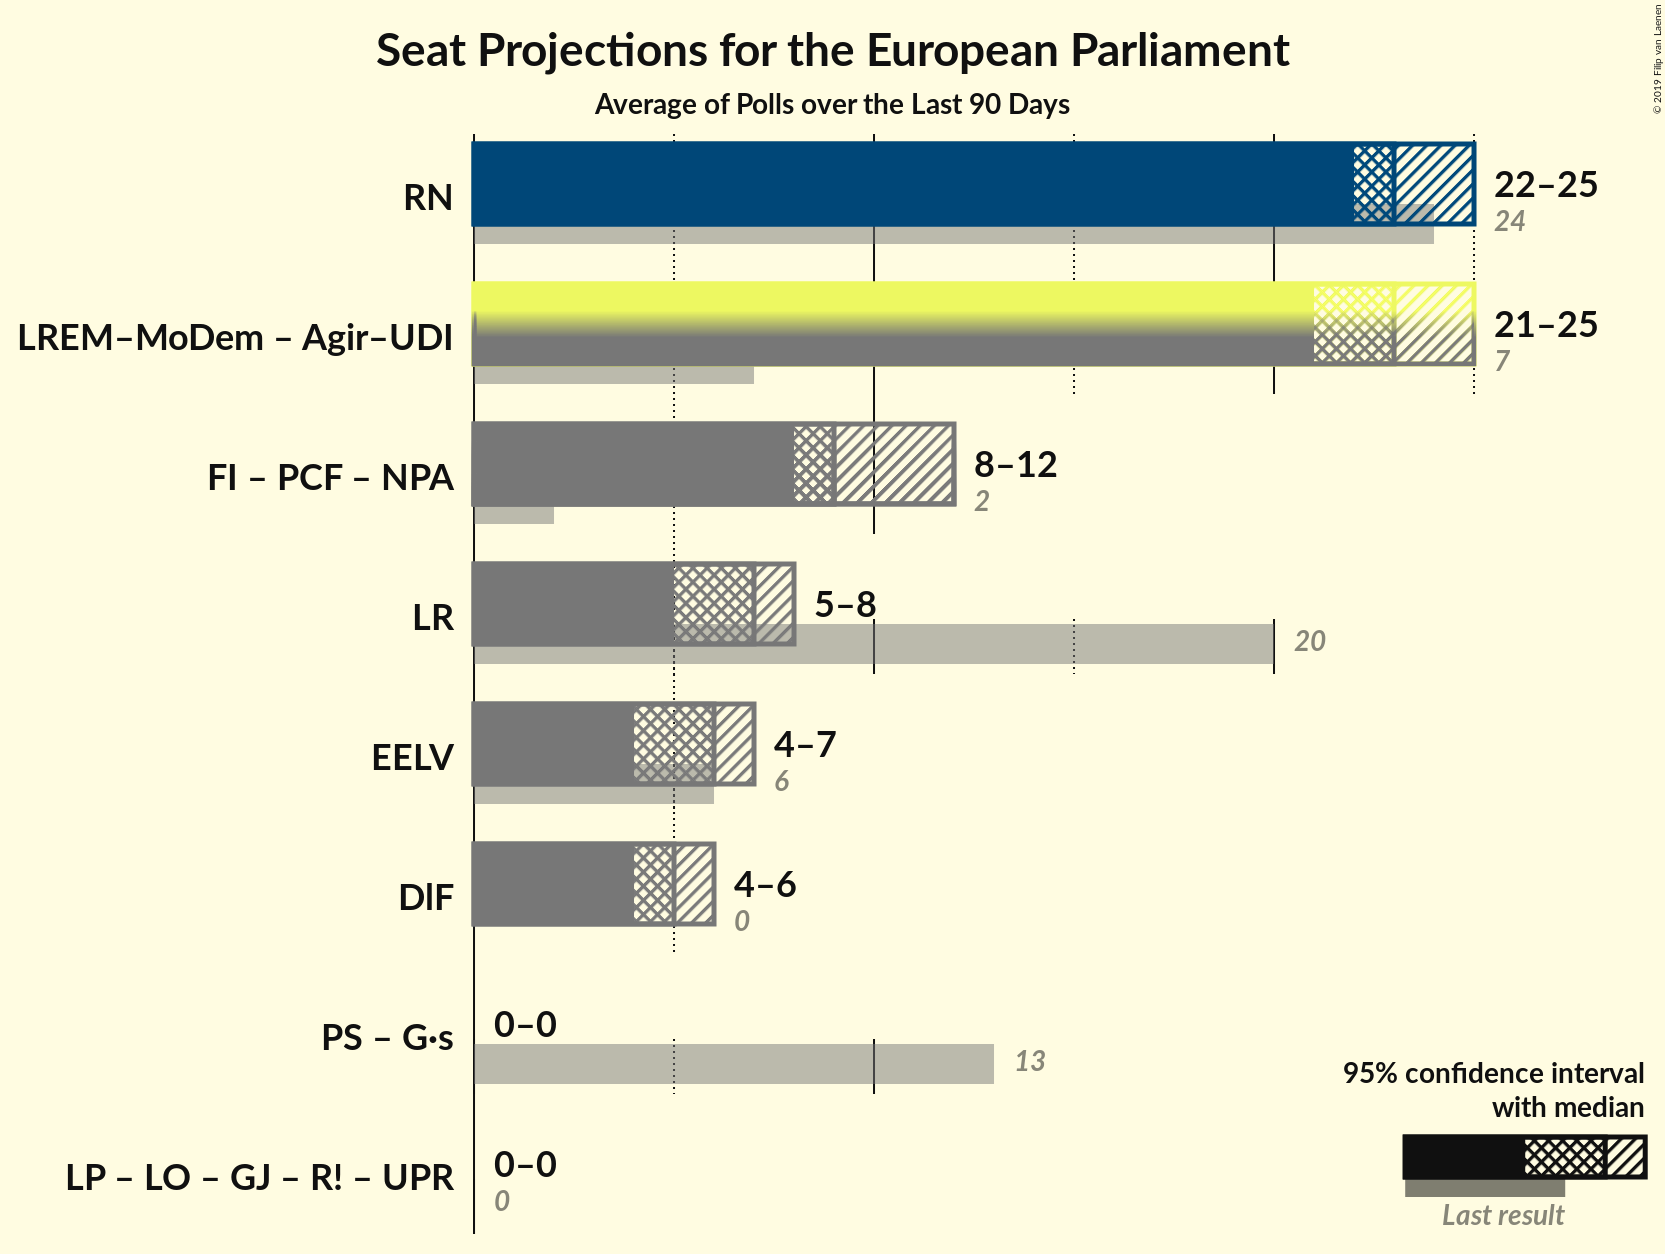 Seat Projections for the European Parliament
Average of Polls over the Last 90 Days
© 2019 Filip van Laenen
RN
22–25
24
LREM–MoDem – Agir–UDI
21–25
7
FI – PCF – NPA
8–12
2
LR
5–8
20
EELV
4–7
6
DlF
4–6
0
PS – G·s
0–0
13
LP – LO – GJ – R! – UPR
0–0
0
95% confidence interval
with median
Last result